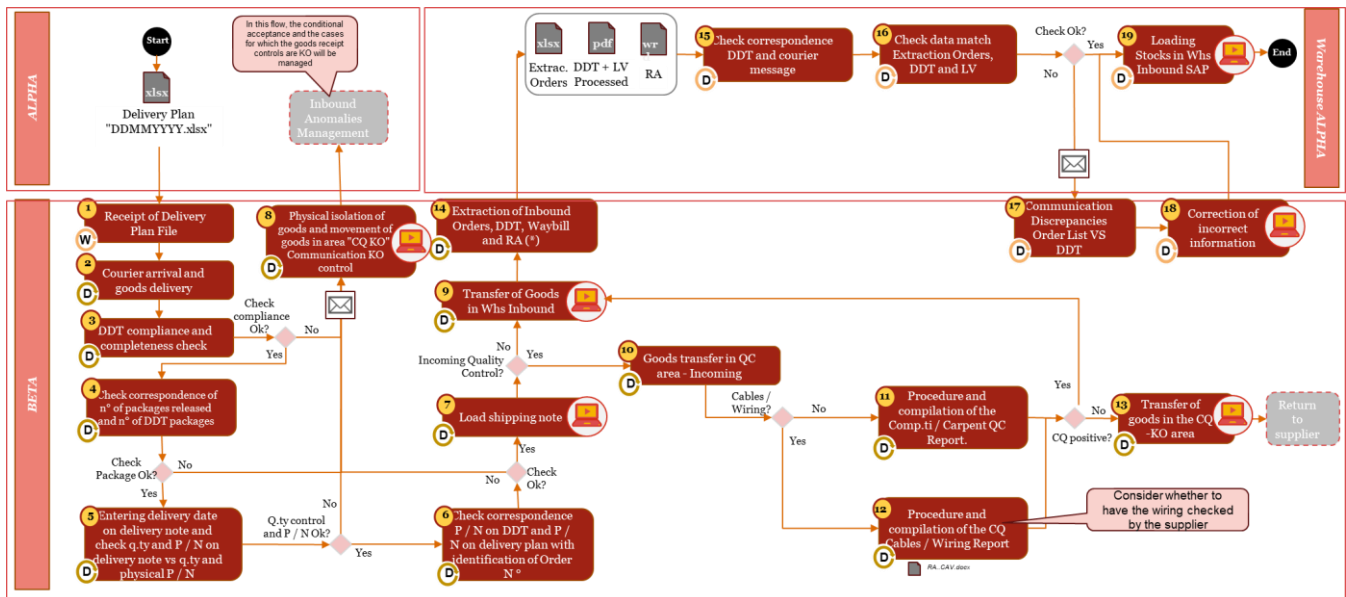 ALPHA
Start
xlsx
Delivery Plan
"DDMMYYYY.xlsx"
In this flow, the conditional
acceptance and the cases
for which the goods receipt
controls are KO will be
managed
Inbound
Anomalies
Management
xlsx
Extrac.
Orders
pdf
DDT + LV
Processed
RA
15
Check correspondence
DDT and courier
message
D
16
Check data match
Extraction Orders,
DDT and LV
D
Check Ok?
Yes
No
19
Loading
Stocks in Whs
Inbound SAP
D
End
Warehouse ALPHA
BETA
1
Receipt of Delivery
Plan File
W
2
Courier arrival and
goods delivery
D
3
DDT compliance and
completeness check
D
Check
compliance
Ok?
No
Yes
4
Check correspondence of
n° of packages released
and n° of DDT packages
D
Check
Package Ok?
No
Yes
5
Entering delivery date
on delivery note and
check q.ty and P / N on
delivery note vs q.ty and
physical P / N
D
Q.ty control
and P / N Ok?
No
Yes
6
Check correspondence
P / N on DDT and P /
N on delivery plan with
identification of Order
N °
D
No
Check
Ok?
Yes
7
Load shipping note
D
Incoming Quality
Control?
No
Yes
8
Physical isolation of
goods and movement of
goods in area "CQ KO"
Communication KO
control
D
9
Transfer of Goods
in Whs Inbound
D
14
Extraction of Inbound
Orders, DDT, Waybill
and RA (*)
D
10
Goods transfer in QC
area - Incoming
D
Cables /
Wiring?
No
Yes
11
Procedure and
compilation of the
Comp.ti / Carpent QC
Report.
D
12
Procedure and
compilation of the CQ
Cables / Wiring Report
D
RA..CAV.docx
Consider whether to
have the wiring checked
by the supplier
Yes
No
CQ positive?
13
Transfer of
goods in the CQ
-KO area
D
Return
to
supplier
17
Communication
Discrepancies
Order List VS
DDT
D
18
Correction of
incorrect
information
D